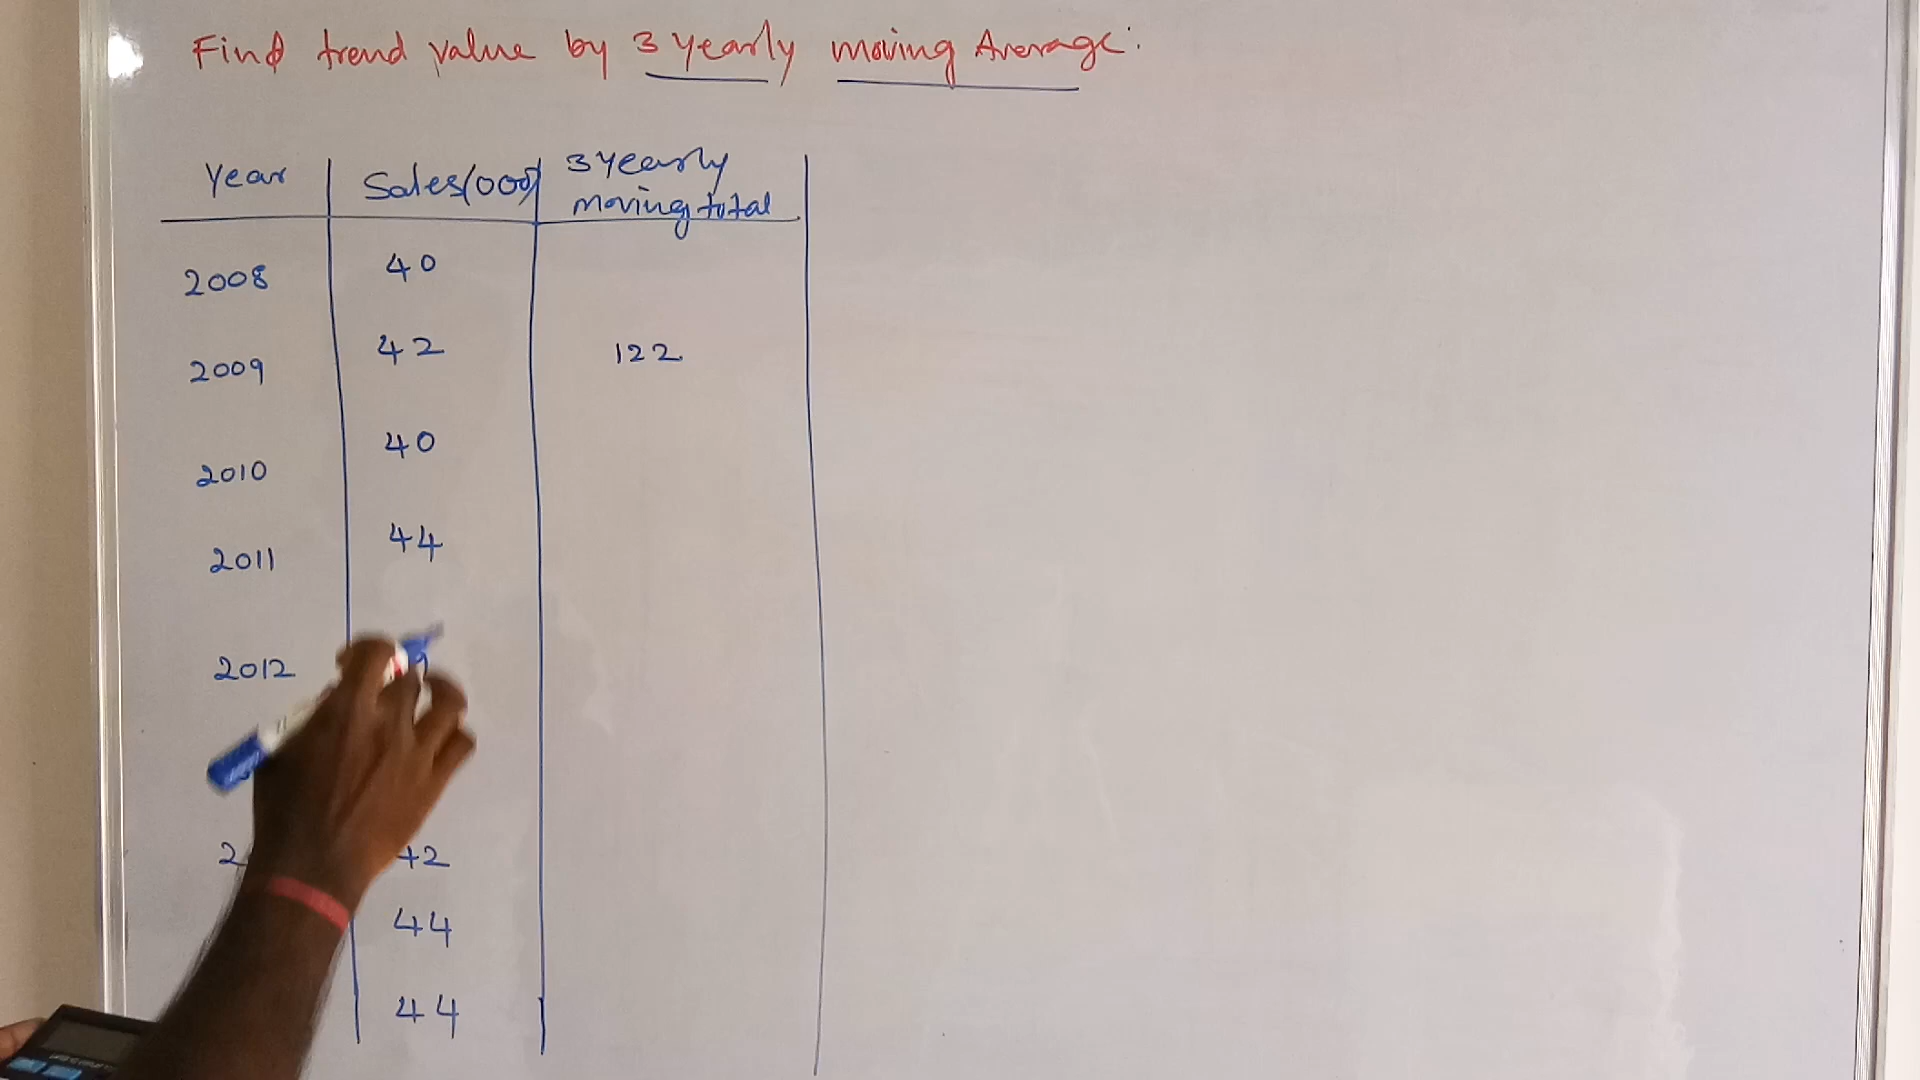 Find trend value by 3 yearly moving Average:
Year Sales(000) 3 yearly moving total
2008 40
2009 42 122
2010 40
2011 44
2012
42
44
44